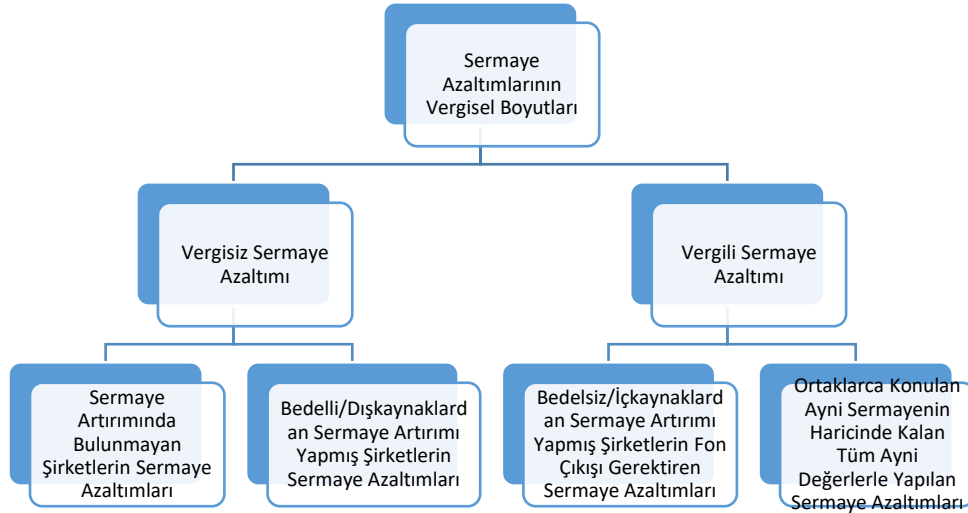 Sermaye
Azaltımlarının
Vergisel Boyutları
Vergisiz Sermaye
Azaltımı
Vergili Sermaye
Azaltımı
Sermaye
Artırımında
Bulunmayan
Şirketlerin Sermaye
Azaltımları
Bedelli/Dışkaynaklard
an Sermaye Artırımı
Yapmış Şirketlerin
Sermaye Azaltımları
Bedelsiz/İçkaynaklard
an Sermaye Artırımı
Yapmış Şirketlerin Fon
Çıkışı Gerektiren
Sermaye Azaltımları
Ortaklarca Konulan
Ayni Sermayenin
Haricinde Kalan
Tüm Ayni
Değerlerle Yapılan
Sermaye Azaltımları